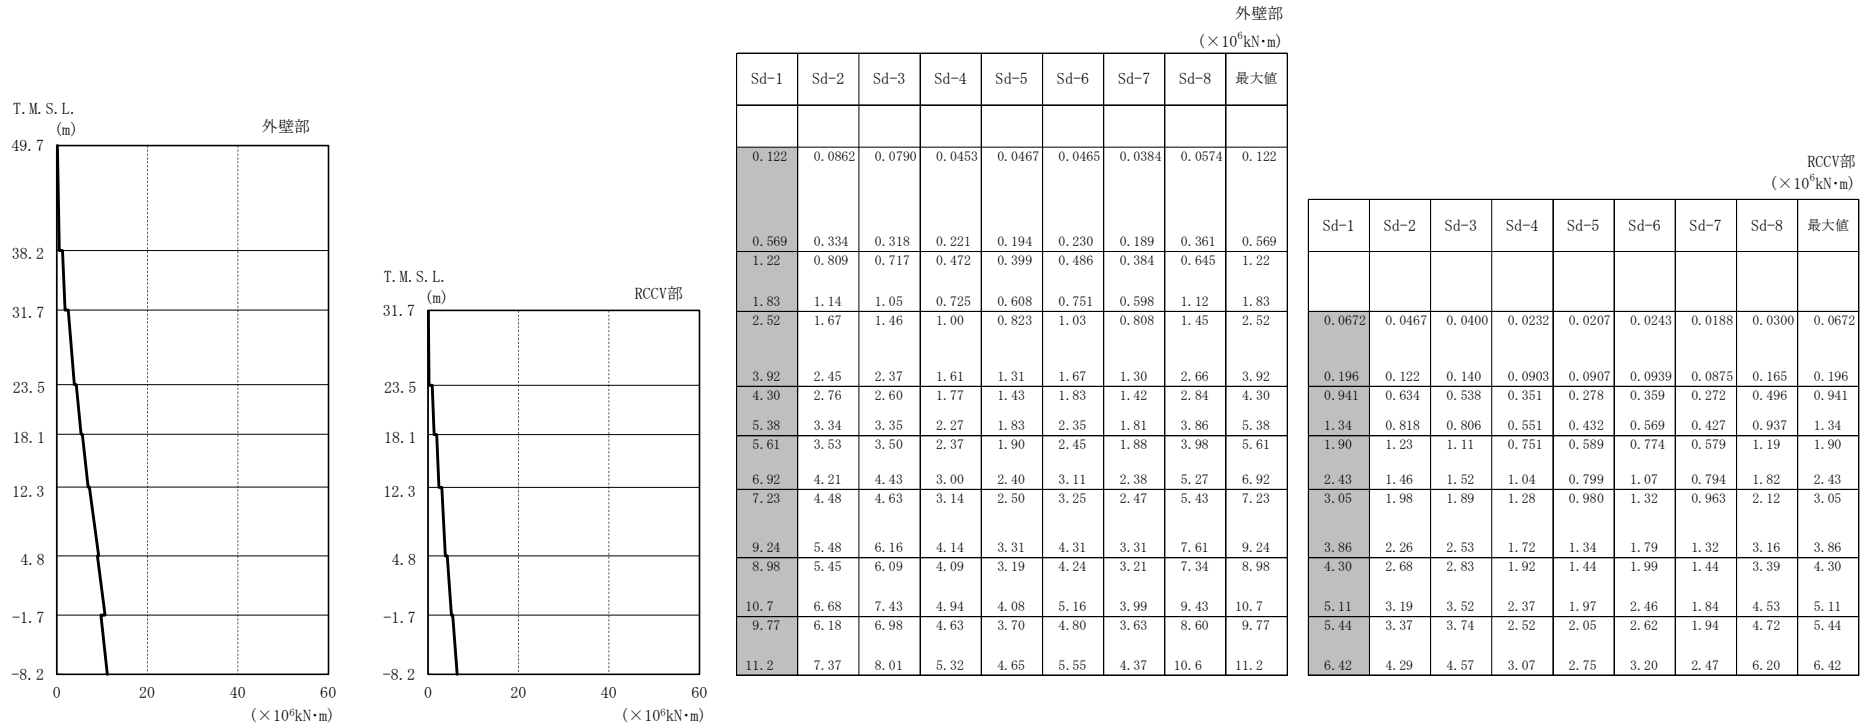 T.M.S.L.
(m)
外壁部
49.7
38.2
31.7
23.5
18.1
12.3
4.8
-1.7
-8.2
0 20 40 60
(×10⁶kN・m)
T.M.S.L.
(m)
RCCV部
31.7
23.5
18.1
12.3
4.8
-1.7
-8.2
0 20 40 60
(×10⁶kN・m)
外壁部
(×10⁶kN・m)
Sd-1 Sd-2 Sd-3 Sd-4 Sd-5 Sd-6 Sd-7 Sd-8 最大値
0.122 0.0862 0.0790 0.0453 0.0467 0.0465 0.0384 0.0574 0.122
0.569 0.334 0.318 0.221 0.194 0.230 0.189 0.361 0.569
1.22 0.809 0.717 0.472 0.399 0.486 0.384 0.645 1.22
1.83 1.14 1.05 0.725 0.608 0.751 0.598 1.12 1.83
2.52 1.67 1.46 1.00 0.823 1.03 0.808 1.45 2.52
3.92 2.45 2.37 1.61 1.31 1.67 1.30 2.66 3.92
4.30 2.76 2.60 1.77 1.43 1.83 1.42 2.84 4.30
5.38 3.34 3.35 2.27 1.83 2.35 1.81 3.86 5.38
5.61 3.53 3.50 2.37 1.90 2.45 1.88 3.98 5.61
6.92 4.21 4.43 3.00 2.40 3.11 2.38 5.27 6.92
7.23 4.48 4.63 3.14 2.50 3.25 2.47 5.43 7.23
9.24 5.48 6.16 4.14 3.31 4.31 3.31 7.61 9.24
8.98 5.45 6.09 4.09 3.19 4.24 3.21 7.34 8.98
10.7 6.68 7.43 4.94 4.08 5.16 3.99 9.43 10.7
9.77 6.18 6.98 4.63 3.70 4.80 3.63 8.60 9.77
11.2 7.37 8.01 5.32 4.65 5.55 4.37 10.6 11.2
RCCV部
(×10⁶kN・m)
Sd-1 Sd-2 Sd-3 Sd-4 Sd-5 Sd-6 Sd-7 Sd-8 最大値
0.0672 0.0467 0.0400 0.0232 0.0207 0.0243 0.0188 0.0300 0.0672
0.196 0.122 0.140 0.0903 0.0907 0.0939 0.0875 0.165 0.196
0.941 0.634 0.538 0.351 0.278 0.359 0.272 0.496 0.941
1.34 0.818 0.806 0.551 0.432 0.569 0.427 0.937 1.34
1.90 1.23 1.11 0.751 0.589 0.774 0.579 1.19 1.90
2.43 1.46 1.52 1.04 0.799 1.07 0.794 1.82 2.43
3.05 1.98 1.89 1.28 0.980 1.32 0.963 2.12 3.05
3.86 2.26 2.53 1.72 1.34 1.79 1.32 3.16 3.86
4.30 2.68 2.83 1.92 1.44 1.99 1.44 3.39 4.30
5.11 3.19 3.52 2.37 1.97 2.46 1.84 4.53 5.11
5.44 3.37 3.74 2.52 2.05 2.62 1.94 4.72 5.44
6.42 4.29 4.57 3.07 2.75 3.20 2.47 6.20 6.42